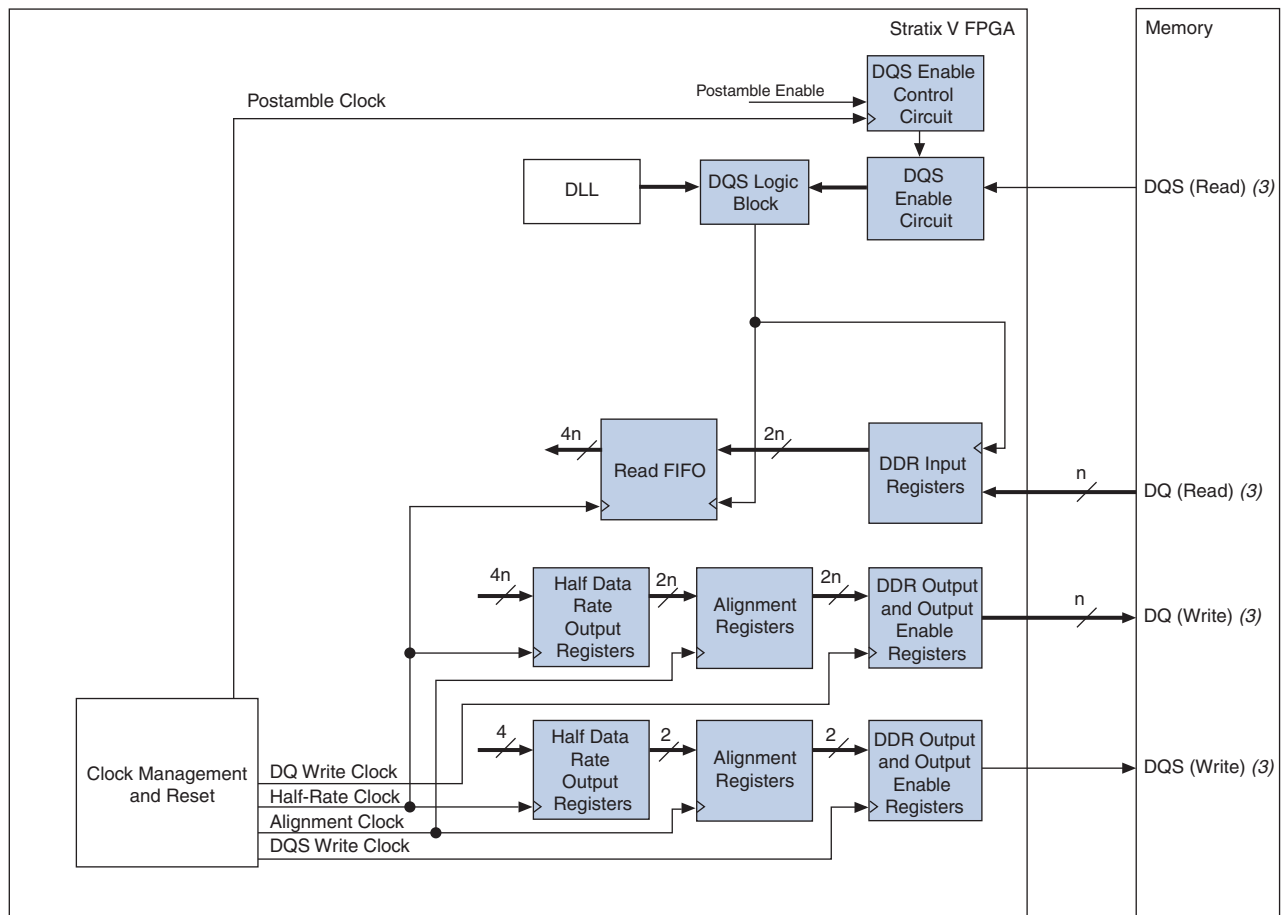 Stratix V FPGA
Memory
DQS Enable
Control
Circuit
Postamble Enable
Postamble Clock
DLL
DQS Logic
Block
DQS
Enable
Circuit
DQS (Read) (3)
4n
Read FIFO
2n
DDR Input
Registers
n
DQ (Read) (3)
4n
Half Data
Rate
Output
Registers
2n
Alignment
Registers
2n
DDR Output
and Output
Enable
Registers
n
DQ (Write) (3)
4
Half Data
Rate
Output
Registers
2
Alignment
Registers
2
DDR Output
and Output
Enable
Registers
DQS (Write) (3)
Clock Management
and Reset
DQ Write Clock
Half-Rate Clock
Alignment Clock
DQS Write Clock